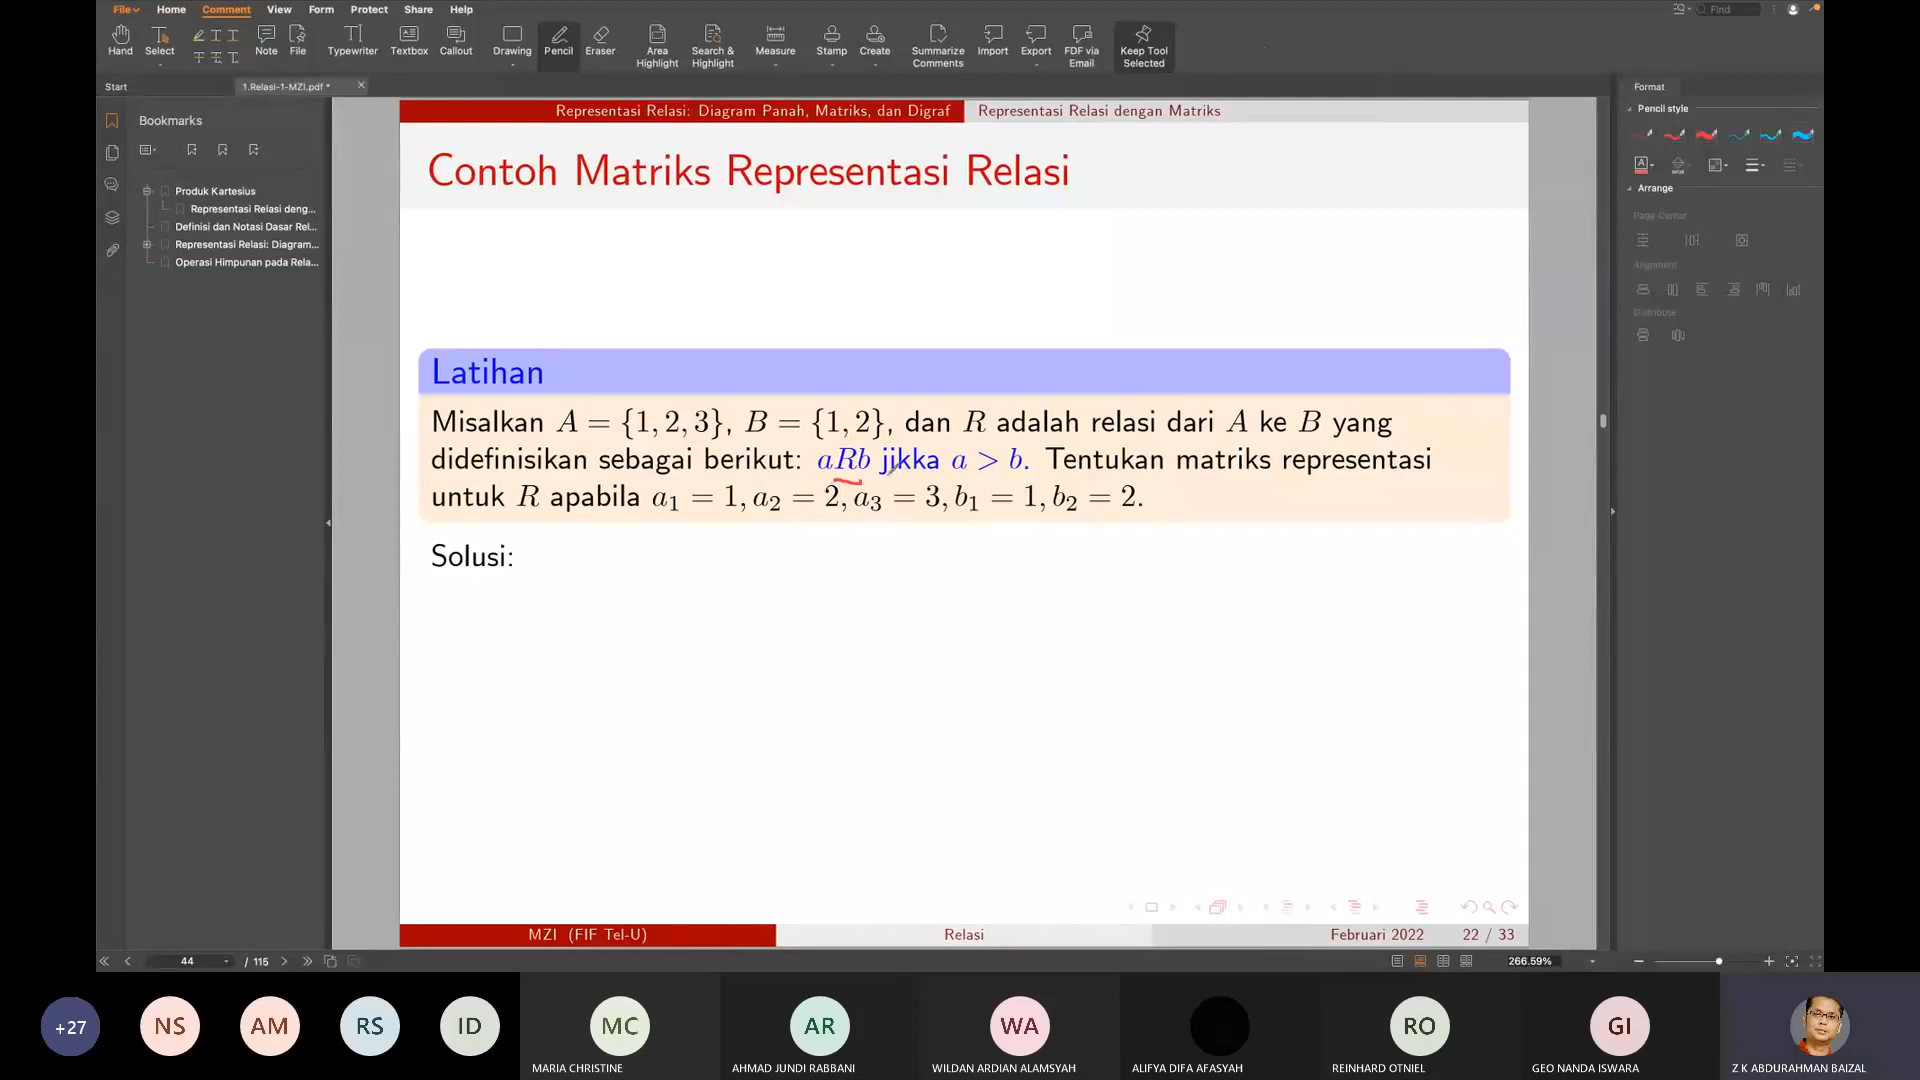 File Home Comment View Form Protect Share Help
Find
Hand Select Note File Typewriter Textbox Callout Drawing Pencil Eraser Area Highlight Search & Highlight Measure Stamp Create Summarize Comments Import Export FDF via Email Keep Tool Selected
Start 1.Relasi-1-MZI.pdf *
Format
Bookmarks
Pencil style
Produk Kartesius
Representasi Relasi deng...
Definisi dan Notasi Dasar Rel...
Representasi Relasi: Diagram...
Operasi Himpunan pada Rela...
Arrange
Page Center
Alignment
Distribute
Representasi Relasi: Diagram Panah, Matriks, dan Digraf Representasi Relasi dengan Matriks
Contoh Matriks Representasi Relasi
Latihan
Misalkan A = {1, 2, 3}, B = {1, 2}, dan R adalah relasi dari A ke B yang
didefinisikan sebagai berikut: aRb jikka a > b. Tentukan matriks representasi
untuk R apabila a₁ = 1, a₂ = 2, a₃ = 3, b₁ = 1, b₂ = 2.
Solusi:
MZI (FIF Tel-U) Relasi Februari 2022 22 / 33
44 / 115 266.59%
+27 NS AM RS ID MC AR WA RO GI
MARIA CHRISTINE AHMAD JUNDI RABBANI WILDAN ARDIAN ALAMSYAH ALIFYA DIFA AFASYAH REINHARD OTNIEL GEO NANDA ISWARA Z K ABDURAHMAN BAIZAL